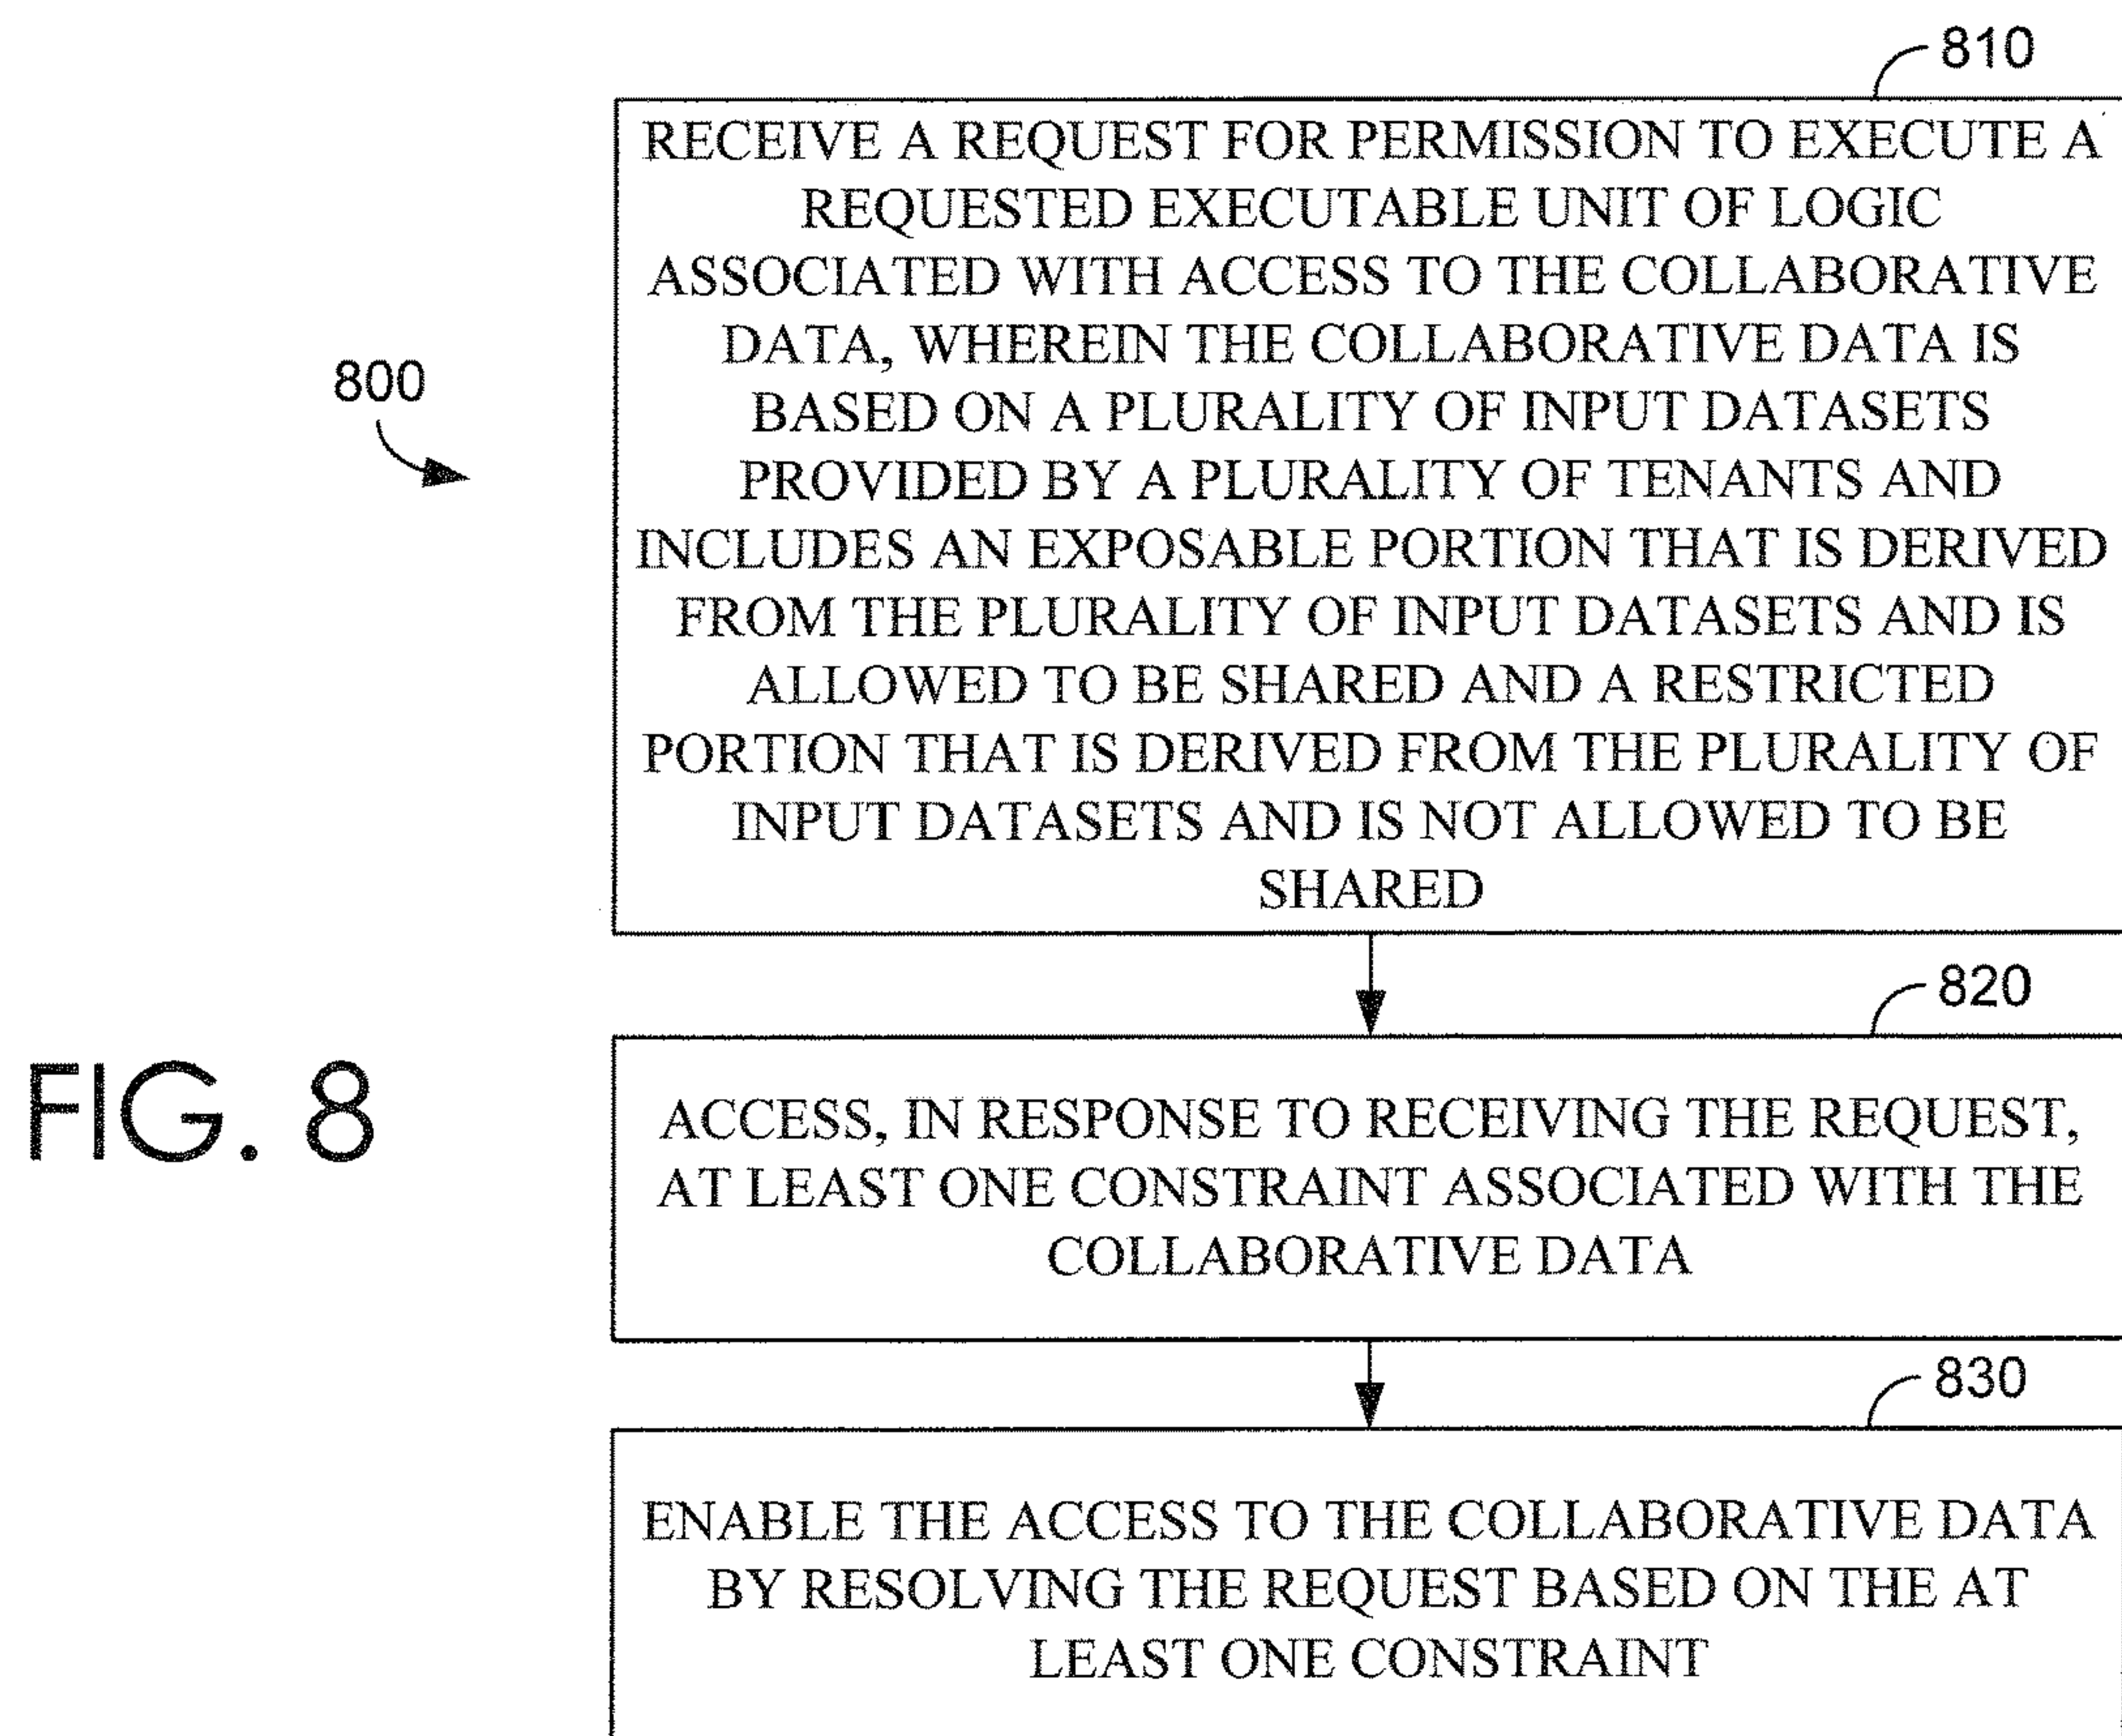 810
RECEIVE A REQUEST FOR PERMISSION TO EXECUTE A
REQUESTED EXECUTABLE UNIT OF LOGIC
ASSOCIATED WITH ACCESS TO THE COLLABORATIVE
DATA, WHEREIN THE COLLABORATIVE DATA IS
BASED ON A PLURALITY OF INPUT DATASETS
PROVIDED BY A PLURALITY OF TENANTS AND
INCLUDES AN EXPOSABLE PORTION THAT IS DERIVED
FROM THE PLURALITY OF INPUT DATASETS AND IS
ALLOWED TO BE SHARED AND A RESTRICTED
PORTION THAT IS DERIVED FROM THE PLURALITY OF
INPUT DATASETS AND IS NOT ALLOWED TO BE
SHARED
800
820
ACCESS, IN RESPONSE TO RECEIVING THE REQUEST,
AT LEAST ONE CONSTRAINT ASSOCIATED WITH THE
COLLABORATIVE DATA
FIG. 8
830
ENABLE THE ACCESS TO THE COLLABORATIVE DATA
BY RESOLVING THE REQUEST BASED ON THE AT
LEAST ONE CONSTRAINT